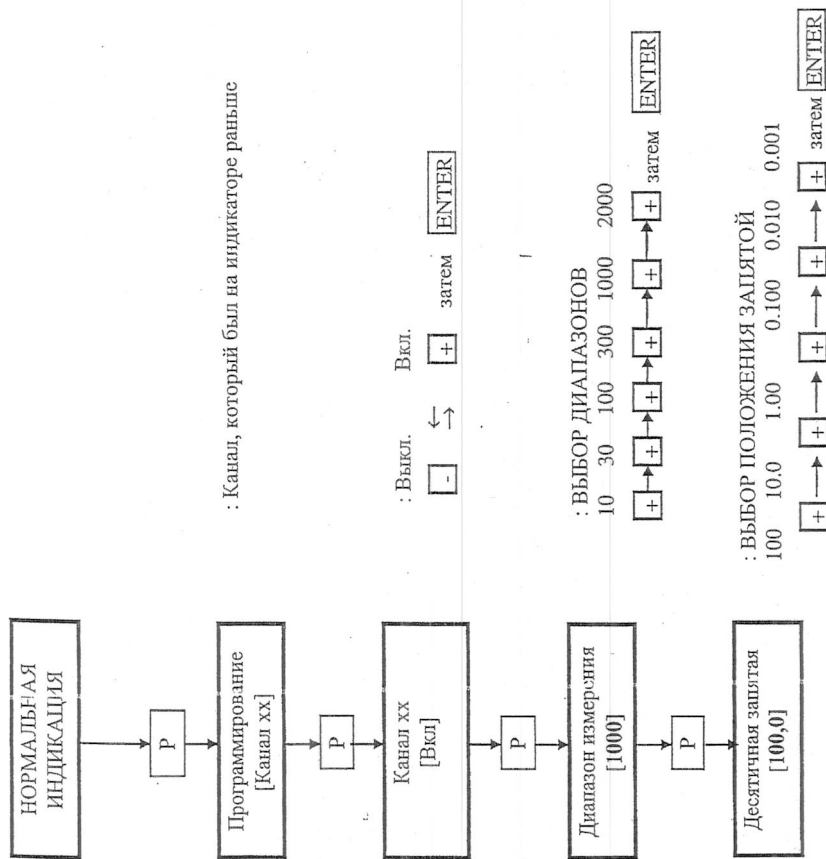 НОРМАЛЬНАЯ
ИНДИКАЦИЯ
P
Программирование
[Канал xx]
: Канал, который был на индикаторе раньше
P
Канал xx
[Вкл]
: Выкл. Вкл.
- ← → + затем ENTER
P
Диапазон измерения
[1000]
: ВЫБОР ДИАПАЗОНОВ
10 30 100 300 1000 2000
+ + + + + + затем ENTER
P
Десятичная запятая
[100,0]
: ВЫБОР ПОЛОЖЕНИЯ ЗАПЯТОЙ
100 10.0 1.00 0.100 0.010 0.001
+ + + + + затем ENTER